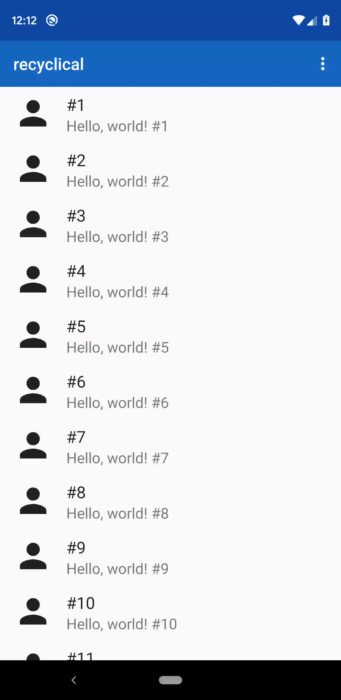 12:12
recyclical
#1
Hello, world! #1
#2
Hello, world! #2
#3
Hello, world! #3
#4
Hello, world! #4
#5
Hello, world! #5
#6
Hello, world! #6
#7
Hello, world! #7
#8
Hello, world! #8
#9
Hello, world! #9
#10
Hello, world! #10
#11